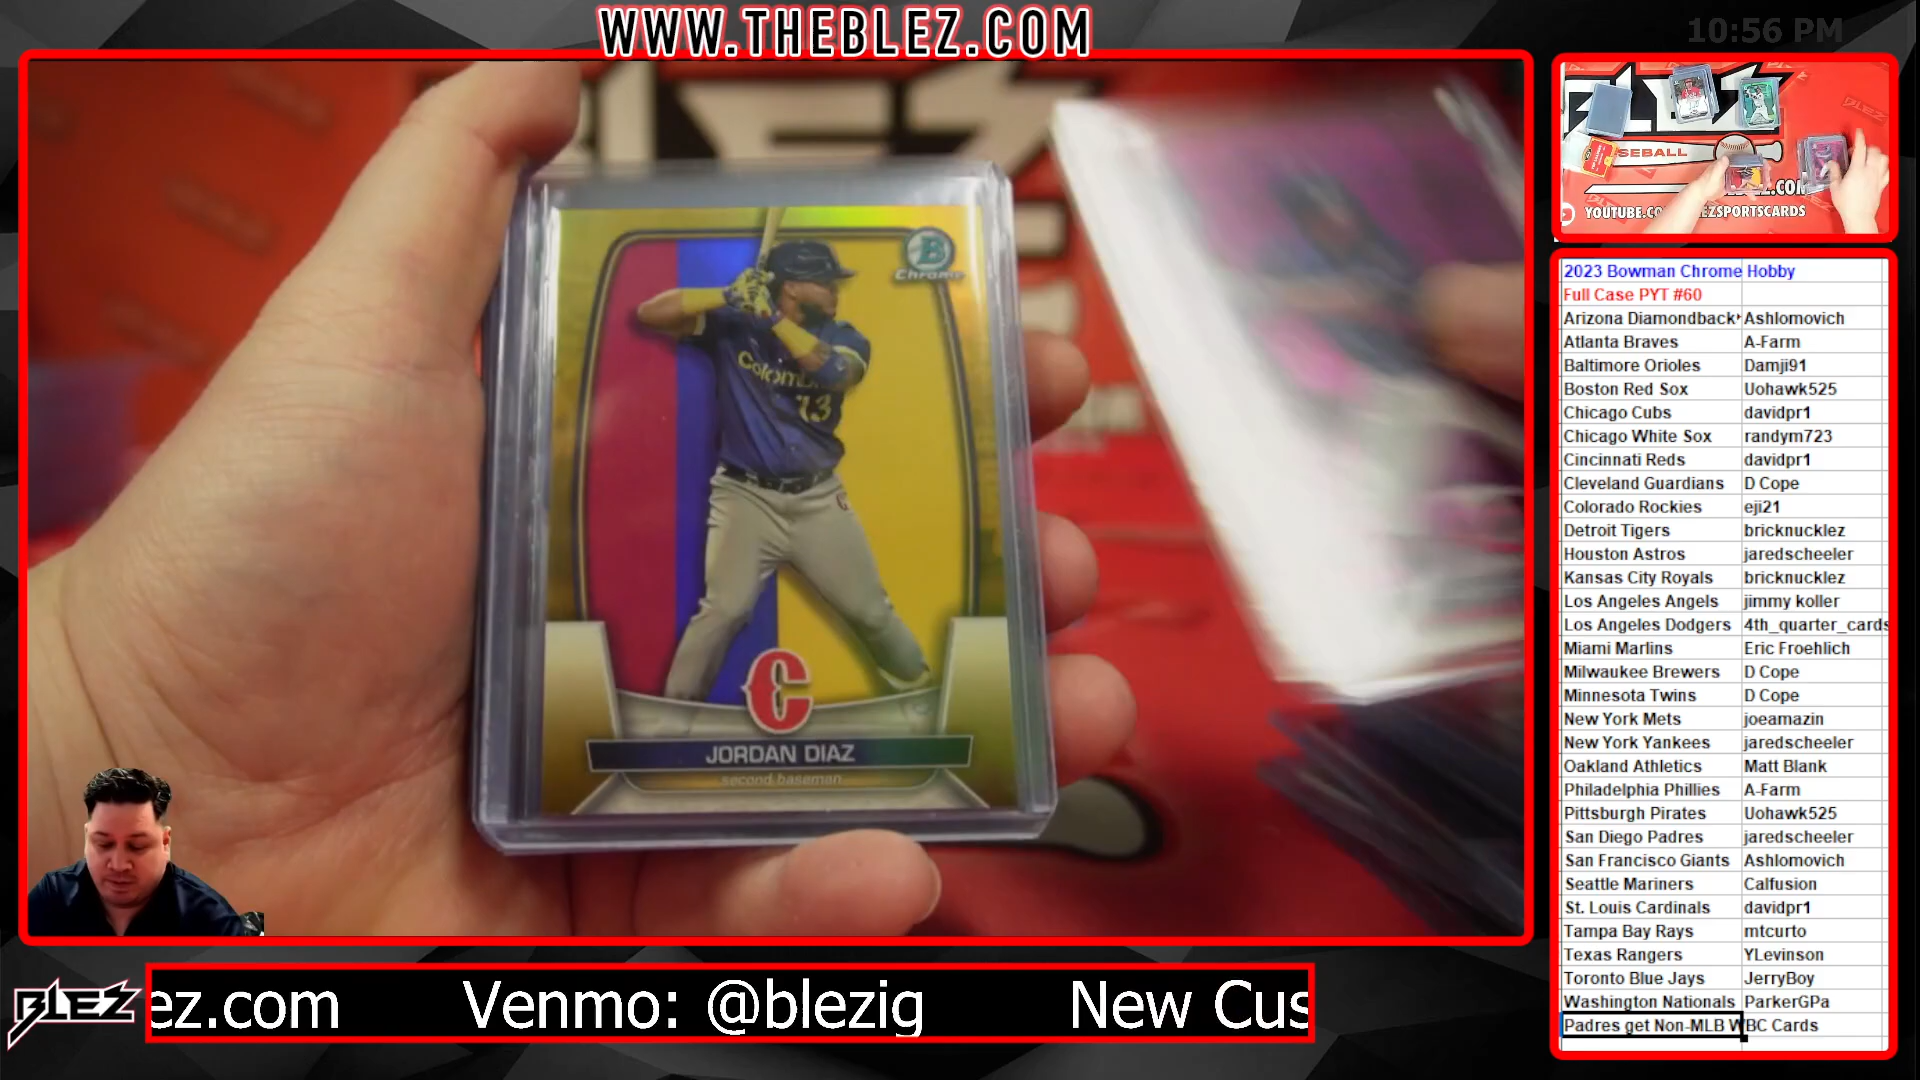 WWW.THEBLEZ.COM
10:56 PM
B
Chrome
Colombia
13
C
JORDAN DIAZ
second baseman
SEBALL
YOUTUBE.CO
EZSPORTSCARDS
2023 Bowman Chrome Hobby
Full Case PYT #60
Arizona Diamondback Ashlomovich
Atlanta Braves A-Farm
Baltimore Orioles Damji91
Boston Red Sox Uohawk525
Chicago Cubs davidpr1
Chicago White Sox randym723
Cincinnati Reds davidpr1
Cleveland Guardians D Cope
Colorado Rockies eji21
Detroit Tigers bricknucklez
Houston Astros jaredscheeler
Kansas City Royals bricknucklez
Los Angeles Angels jimmy koller
Los Angeles Dodgers 4th_quarter_cards
Miami Marlins Eric Froehlich
Milwaukee Brewers D Cope
Minnesota Twins D Cope
New York Mets joeamazin
New York Yankees jaredscheeler
Oakland Athletics Matt Blank
Philadelphia Phillies A-Farm
Pittsburgh Pirates Uohawk525
San Diego Padres jaredscheeler
San Francisco Giants Ashlomovich
Seattle Mariners Calfusion
St. Louis Cardinals davidpr1
Tampa Bay Rays mtcurto
Texas Rangers YLevinson
Toronto Blue Jays JerryBoy
Washington Nationals ParkerGPa
Padres get Non-MLB WBC Cards
BLEZ
ez.com Venmo: @blezig New Cus